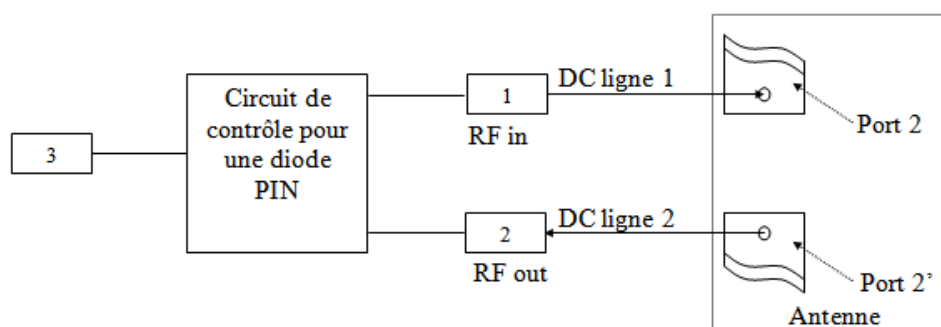 Circuit de
contrôle pour
une diode
PIN
3
1
RF in
DC ligne 1
Port 2
2
RF out
DC ligne 2
Port 2'
Antenne